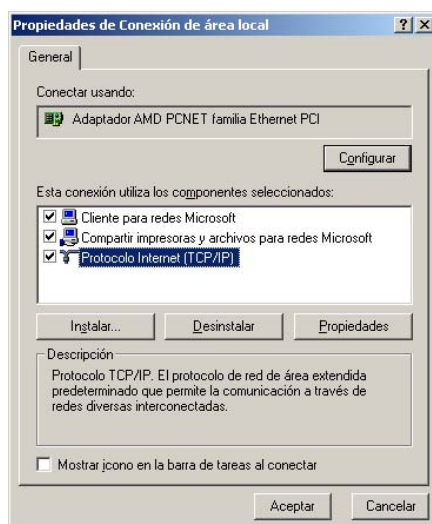 Propiedades de Conexión de área local
General
Conectar usando:
Adaptador AMD PCNET familia Ethernet PCI
Configurar
Esta conexión utiliza los componentes seleccionados:
Cliente para redes Microsoft
Compartir impresoras y archivos para redes Microsoft
Protocolo Internet (TCP/IP)
Instalar...
Desinstalar
Propiedades
Descripción
Protocolo TCP/IP. El protocolo de red de área extendida
predeterminado que permite la comunicación a través de
redes diversas interconectadas.
Mostrar icono en la barra de tareas al conectar
Aceptar
Cancelar